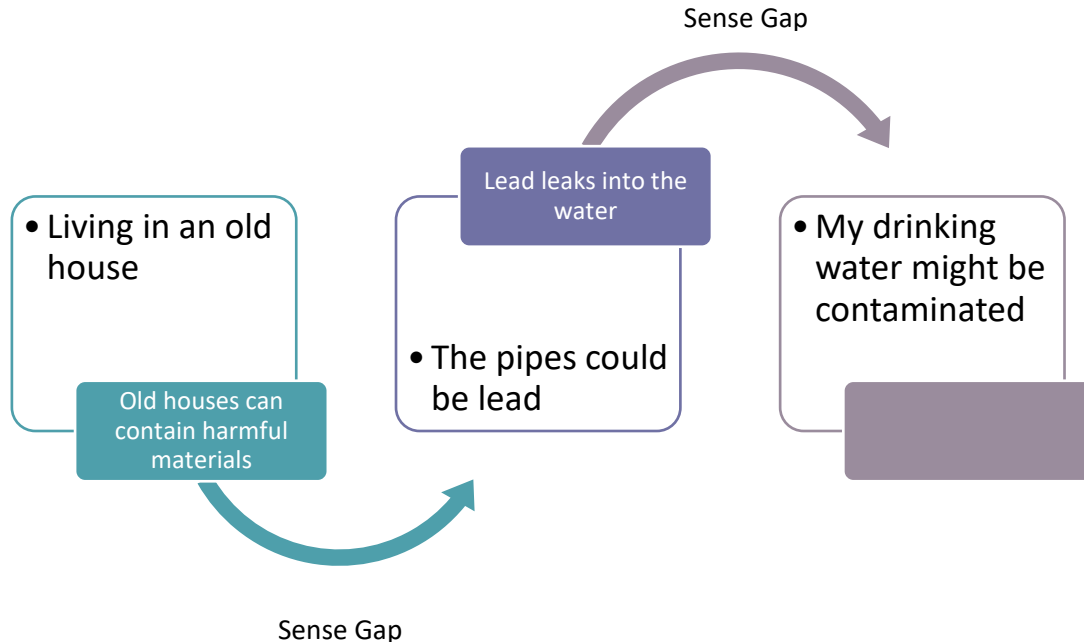 Sense Gap
Lead leaks into the
water
• Living in an old
house
• My drinking
water might be
contaminated
• The pipes could
be lead
Old houses can
contain harmful
materials
Sense Gap